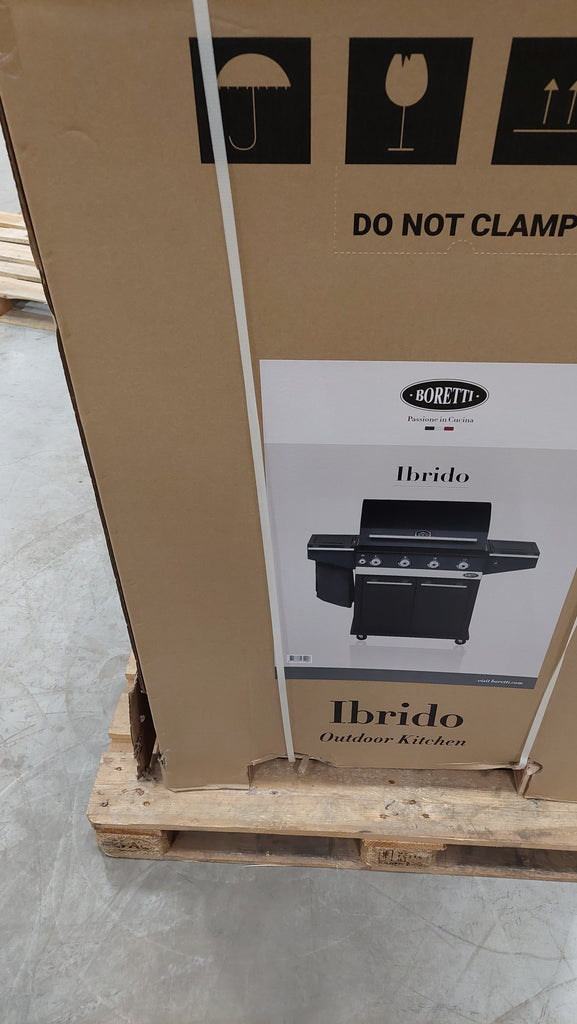 DO NOT CLAMP
BORETTI
Passione in Cucina
Ibrido
visit boretti.com
Ibrido
Outdoor Kitchen